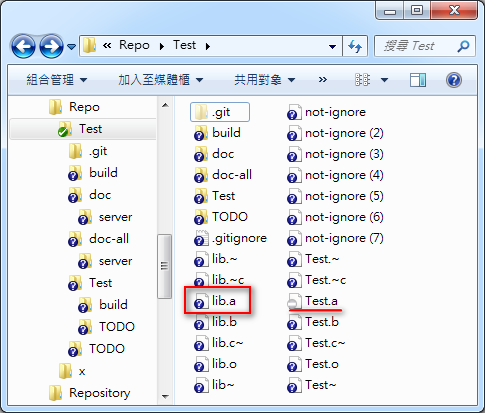 « Repo ▸ Test ▸
搜尋 Test
組合管理 ▾ 加入至媒體櫃 ▾ 共用對象 ▾ »
Repo
Test
.git
build
doc
server
doc-all
server
Test
build
TODO
TODO
x
Repository
.git
build
doc
doc-all
Test
TODO
.gitignore
lib.~
lib.~c
lib.a
lib.b
lib.c~
lib.o
lib~
not-ignore
not-ignore (2)
not-ignore (3)
not-ignore (4)
not-ignore (5)
not-ignore (6)
not-ignore (7)
Test.~
Test.~c
Test.a
Test.b
Test.c~
Test.o
Test~